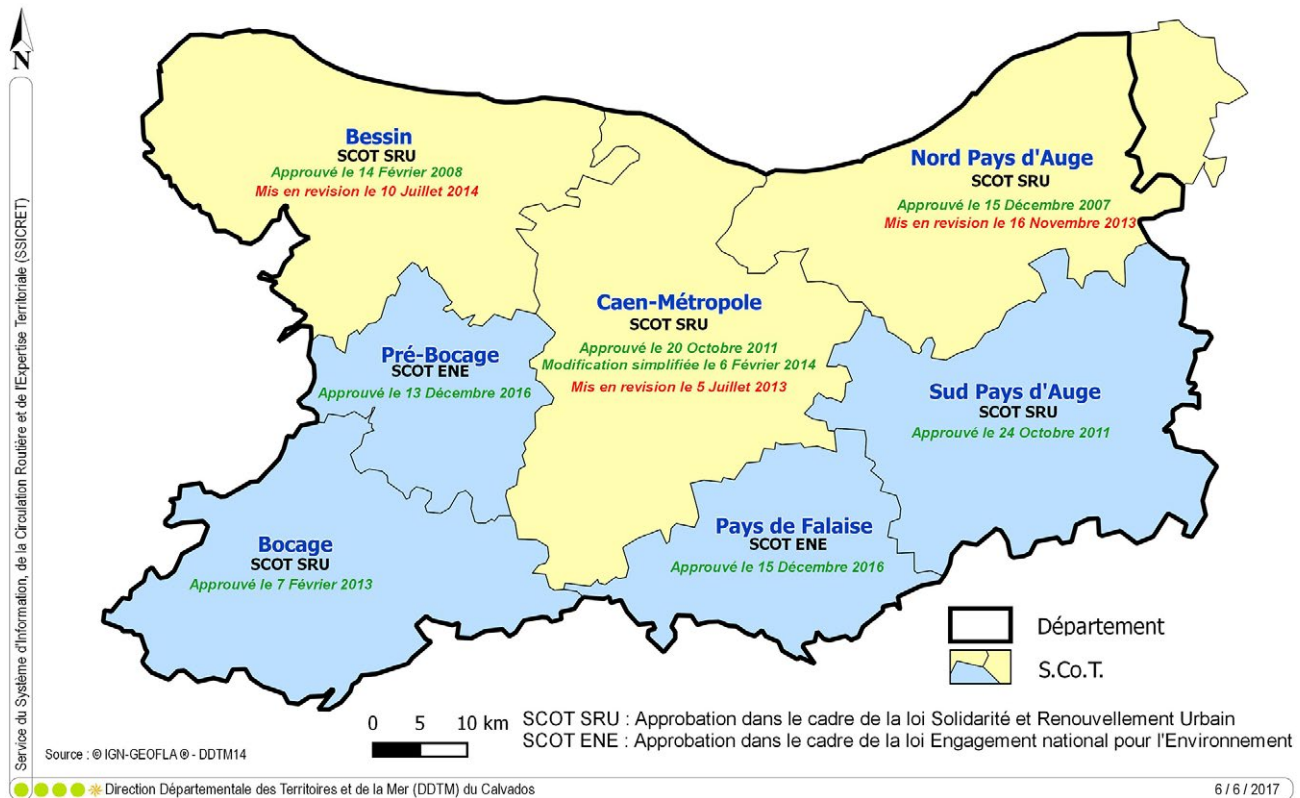 N
Service du Système d'Information, de la Circulation Routière et de l'Expertise Territoriale (SSICRET)
Bessin
SCOT SRU
Approuvé le 14 Février 2008
Mis en revision le 10 Juillet 2014
Nord Pays d'Auge
SCOT SRU
Approuvé le 15 Décembre 2007
Mis en revision le 16 Novembre 2013
Caen-Métropole
SCOT SRU
Approuvé le 20 Octobre 2011
Modification simplifiée le 6 Février 2014
Mis en revision le 5 Juillet 2013
Pré-Bocage
SCOT ENE
Approuvé le 13 Décembre 2016
Sud Pays d'Auge
SCOT SRU
Approuvé le 24 Octobre 2011
Bocage
SCOT SRU
Approuvé le 7 Février 2013
Pays de Falaise
SCOT ENE
Approuvé le 15 Décembre 2016
Département
S.Co.T.
0 5 10 km
SCOT SRU : Approbation dans le cadre de la loi Solidarité et Renouvellement Urbain
SCOT ENE : Approbation dans le cadre de la loi Engagement national pour l'Environnement
Source : © IGN-GEOFLA ® - DDTM14
Direction Départementale des Territoires et de la Mer (DDTM) du Calvados
6 / 6 / 2017